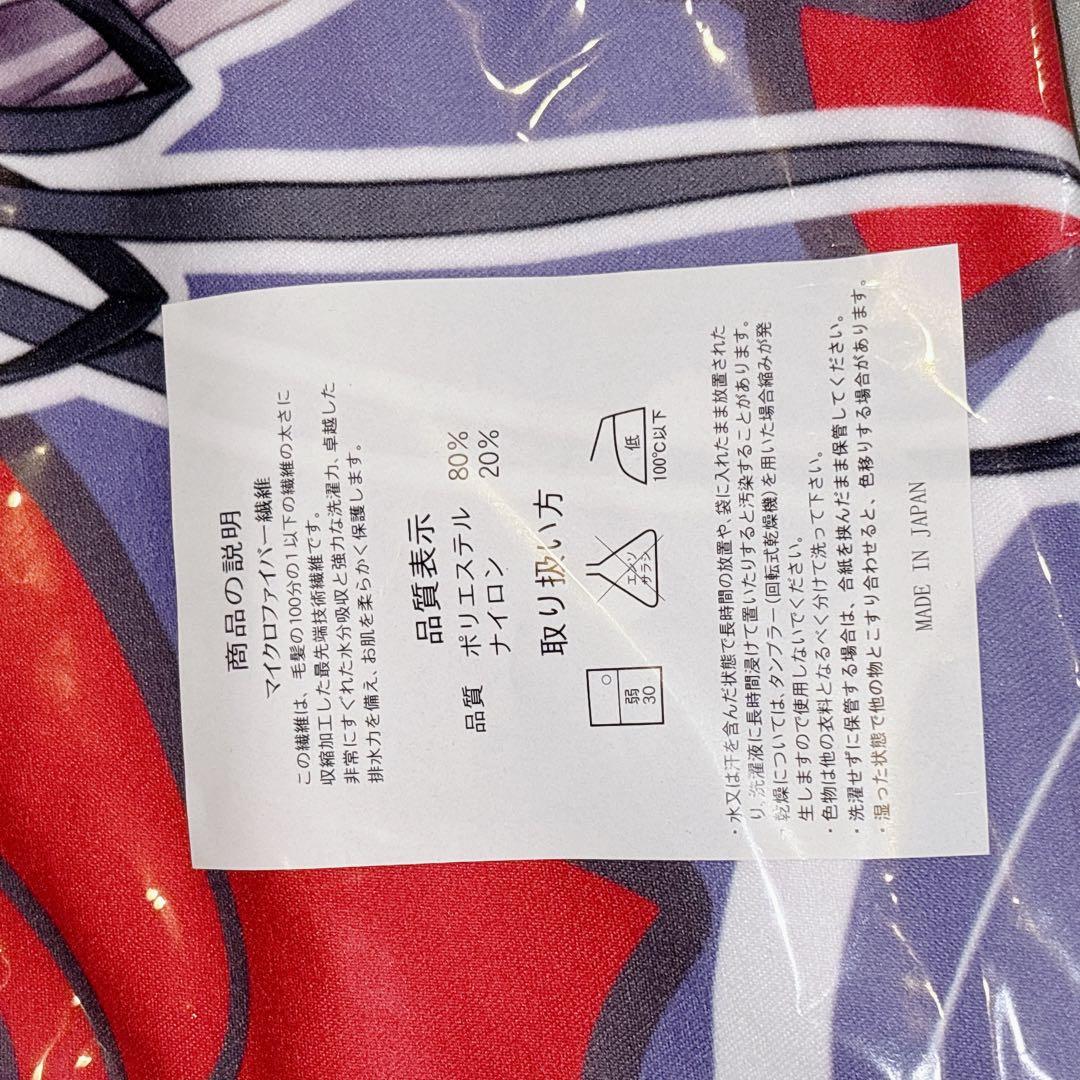 商品の説明
マイクロファイバー繊維
この繊維は、毛髪の100分の1以下の繊維の太さに
収縮加工した最先端技術繊維です。
非常にすぐれた水分吸収と強力な洗濯力、卓越した
排水力を備え、お肌を柔らかく保護します。
品質表示
品質 ポリエステル 80%
ナイロン 20%
取り扱い方
弱
30
エンソ
サラシ
低
100℃以下
・水又は汗を含んだ状態で長時間の放置や、袋に入れたまま放置された
り、洗濯液に長時間浸けて置いたりすると汚染することがあります。
・乾燥については、タンブラー(回転式乾燥機)を用いた場合縮みが発
生しますので使用しないでください。
・色物は他の衣料となるべく分けて洗って下さい。
・洗濯せずに保管する場合は、台紙を挟んだまま保管してください。
・湿った状態で他の物とこすり合わせると、色移りする場合があります。
MADE IN JAPAN